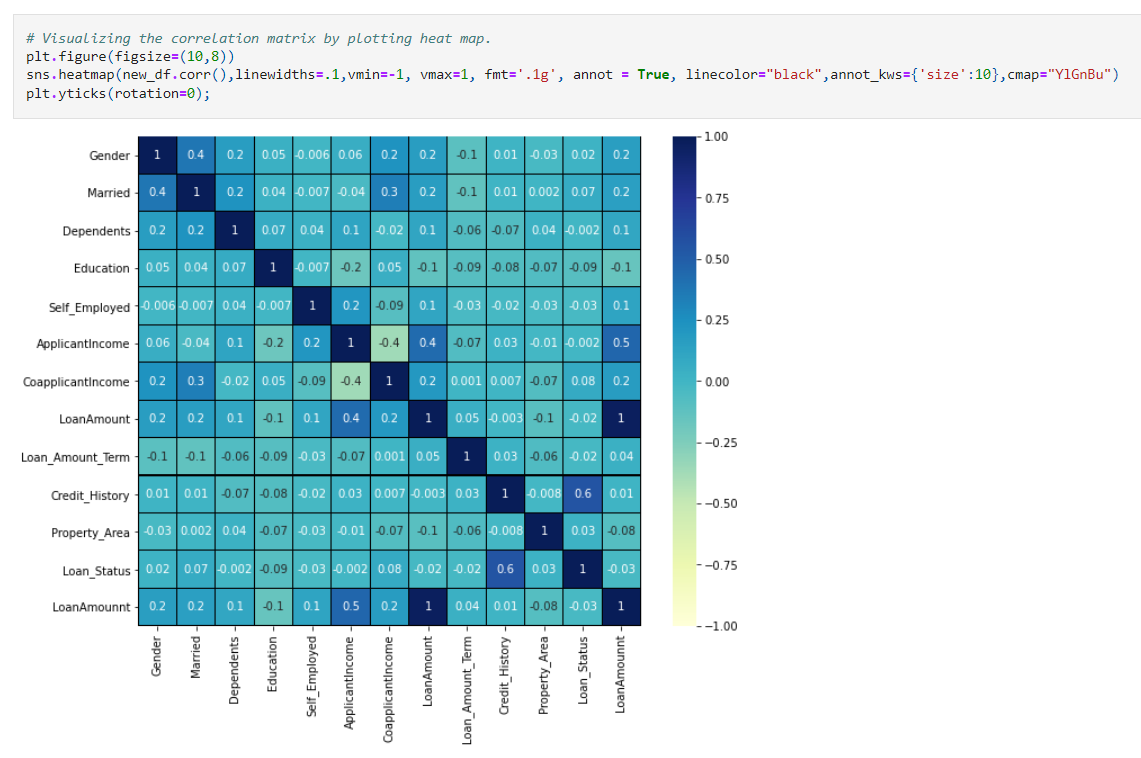 # Visualizing the correlation matrix by plotting heat map.
plt.figure(figsize=(10,8))
sns.heatmap(new_df.corr(),linewidths=.1,vmin=-1, vmax=1, fmt='.1g', annot = True, linecolor="black",annot_kws={'size':10},cmap="YlGnBu")
plt.yticks(rotation=0);
Gender 1 0.4 0.2 0.05 -0.006 0.06 0.2 0.2 -0.1 0.01 -0.03 0.02 0.2
Married 0.4 1 0.2 0.04 -0.007 -0.04 0.3 0.2 -0.1 0.01 0.002 0.07 0.2
Dependents 0.2 0.2 1 0.07 0.04 0.1 -0.02 0.1 -0.06 -0.07 0.04 -0.002 0.1
Education 0.05 0.04 0.07 1 -0.007 -0.2 0.05 -0.1 -0.09 -0.08 -0.07 -0.09 -0.1
Self_Employed -0.006 -0.007 0.04 -0.007 1 0.2 -0.09 0.1 -0.03 -0.02 -0.03 -0.03 0.1
ApplicantIncome 0.06 -0.04 0.1 -0.2 0.2 1 -0.4 0.4 -0.07 0.03 -0.01 -0.002 0.5
CoapplicantIncome 0.2 0.3 -0.02 0.05 -0.09 -0.4 1 0.2 0.001 0.007 -0.07 0.08 0.2
LoanAmount 0.2 0.2 0.1 -0.1 0.1 0.4 0.2 1 0.05 -0.003 -0.1 -0.02 1
Loan_Amount_Term -0.1 -0.1 -0.06 -0.09 -0.03 -0.07 0.001 0.05 1 0.03 -0.06 -0.02 0.04
Credit_History 0.01 0.01 -0.07 -0.08 -0.02 0.03 0.007 -0.003 0.03 1 -0.008 0.6 0.01
Property_Area -0.03 0.002 0.04 -0.07 -0.03 -0.01 -0.07 -0.1 -0.06 -0.008 1 0.03 -0.08
Loan_Status 0.02 0.07 -0.002 -0.09 -0.03 -0.002 0.08 -0.02 -0.02 0.6 0.03 1 -0.03
LoanAmounnt 0.2 0.2 0.1 -0.1 0.1 0.5 0.2 1 0.04 0.01 -0.08 -0.03 1
Gender
Married
Dependents
Education
Self_Employed
ApplicantIncome
CoapplicantIncome
LoanAmount
Loan_Amount_Term
Credit_History
Property_Area
Loan_Status
LoanAmounnt
1.00
0.75
0.50
0.25
0.00
−0.25
−0.50
−0.75
−1.00